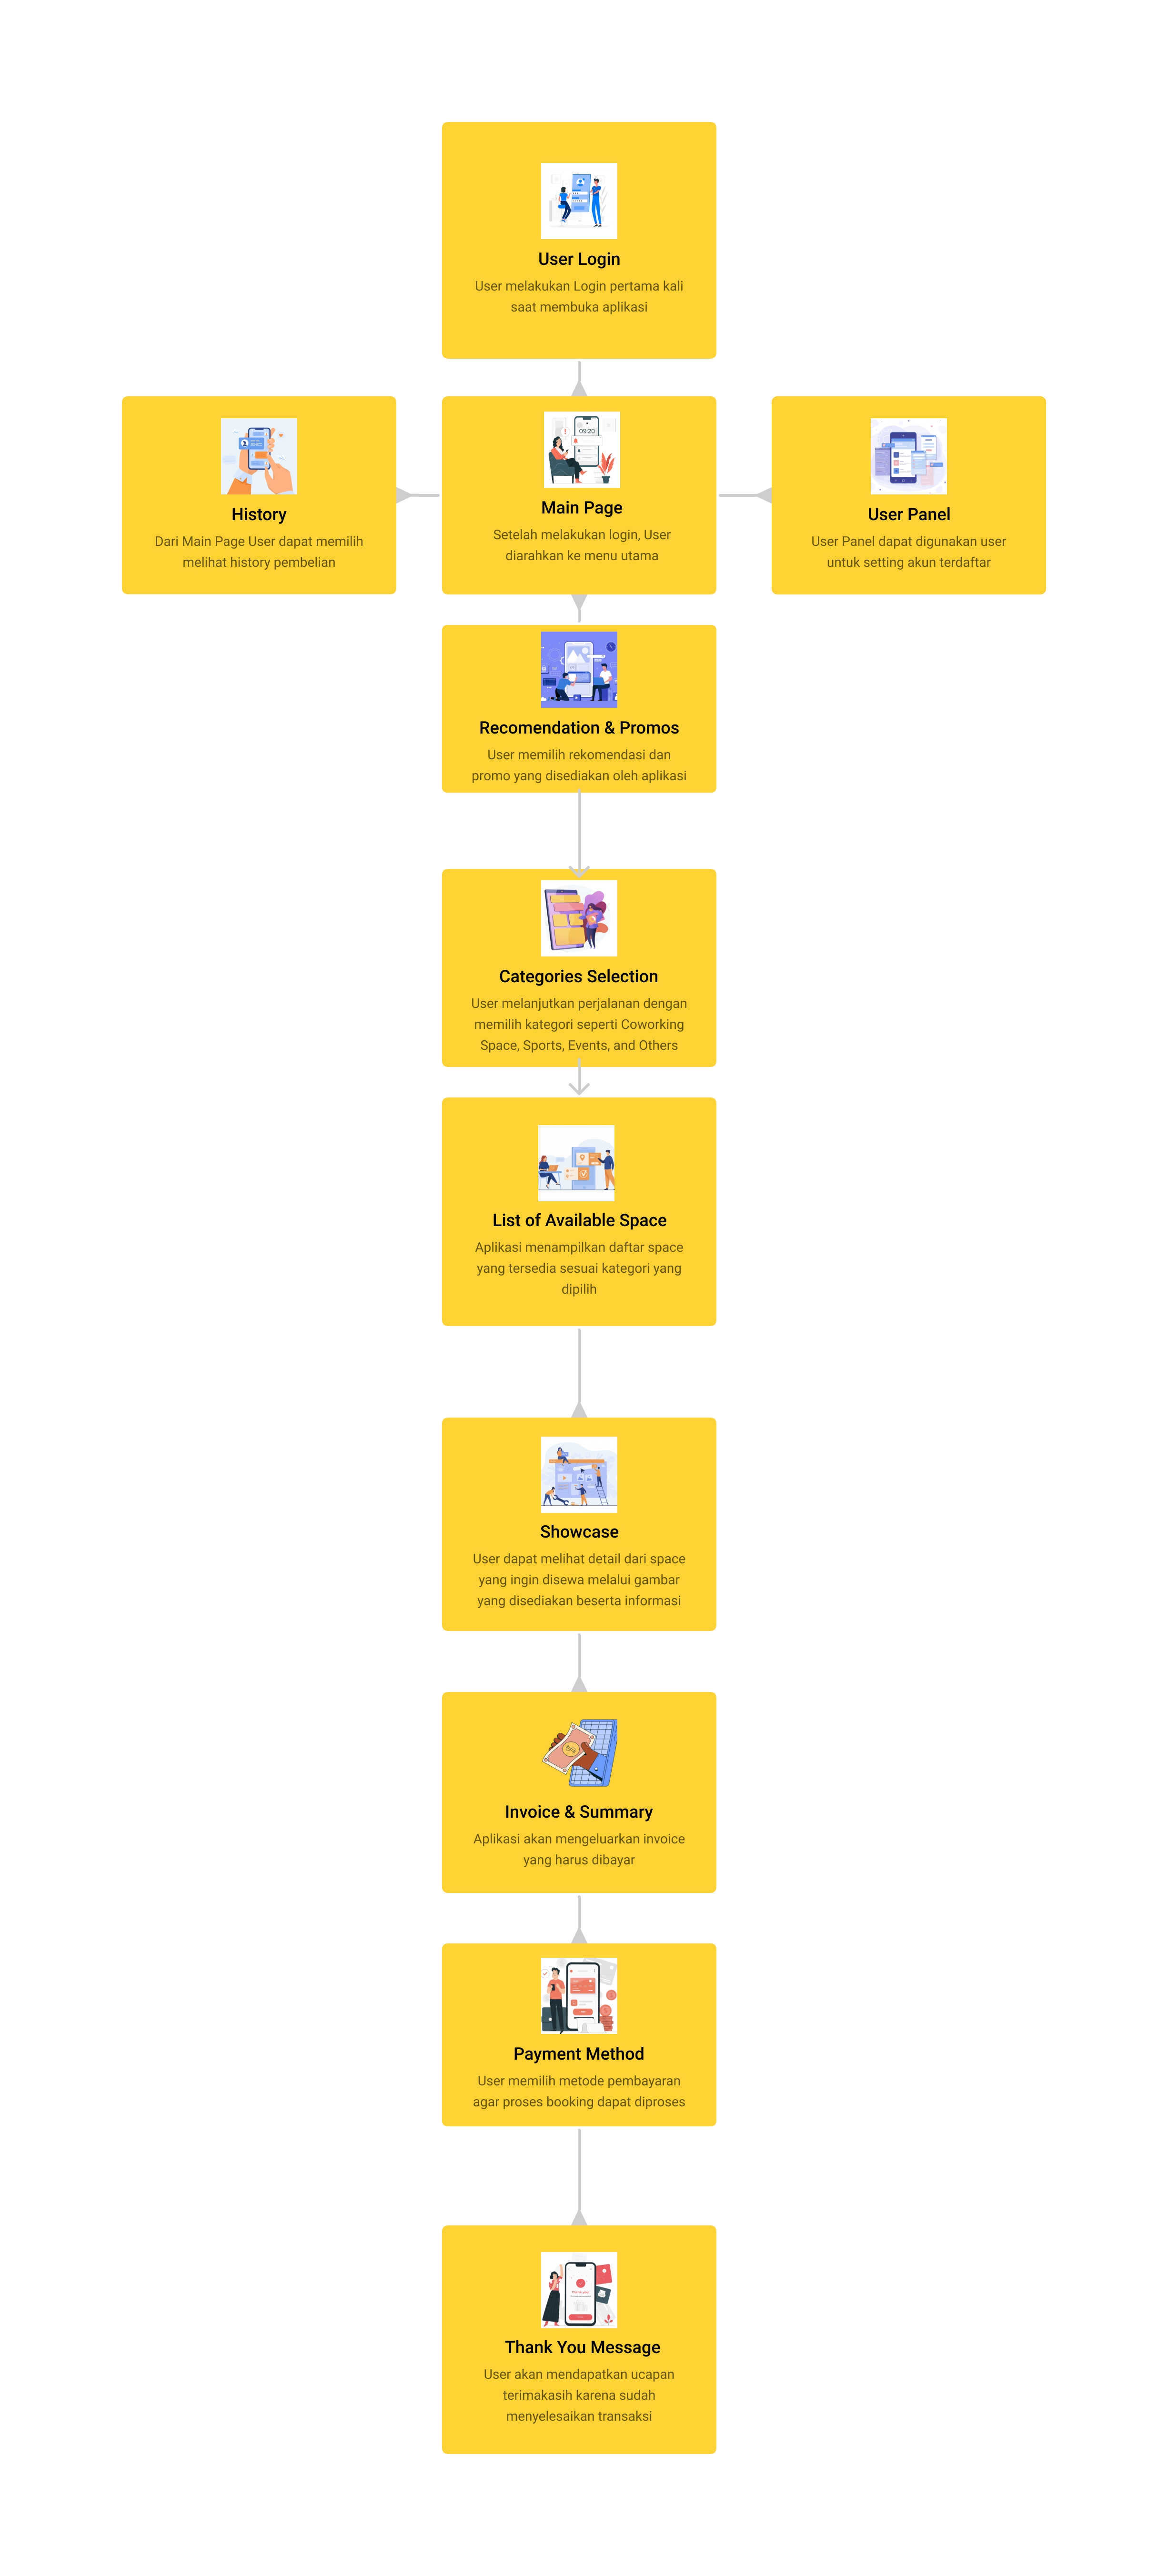 User Login
User melakukan Login pertama kali
saat membuka aplikasi
History
Dari Main Page User dapat memilih
melihat history pembelian
09:20
Main Page
Setelah melakukan login, User
diarahkan ke menu utama
User Panel
User Panel dapat digunakan user
untuk setting akun terdaftar
Recomendation & Promos
User memilih rekomendasi dan
promo yang disediakan oleh aplikasi
Categories Selection
User melanjutkan perjalanan dengan
memilih kategori seperti Coworking
Space, Sports, Events, and Others
List of Available Space
Aplikasi menampilkan daftar space
yang tersedia sesuai kategori yang
dipilih
Showcase
User dapat melihat detail dari space
yang ingin disewa melalui gambar
yang disediakan beserta informasi
Invoice & Summary
Aplikasi akan mengeluarkan invoice
yang harus dibayar
Payment Method
User memilih metode pembayaran
agar proses booking dapat diproses
Thank you!
Thank You Message
User akan mendapatkan ucapan
terimakasih karena sudah
menyelesaikan transaksi